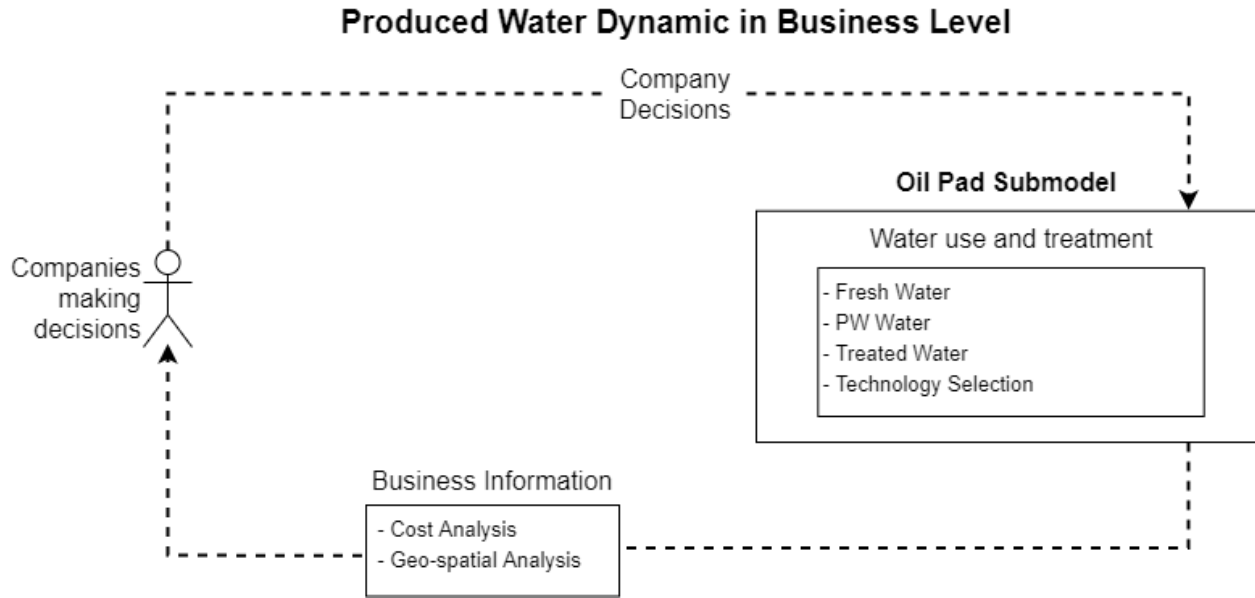 Produced Water Dynamic in Business Level
Company
Decisions
Oil Pad Submodel
Water use and treatment
- Fresh Water
- PW Water
- Treated Water
- Technology Selection
Companies
making
decisions
Business Information
- Cost Analysis
- Geo-spatial Analysis